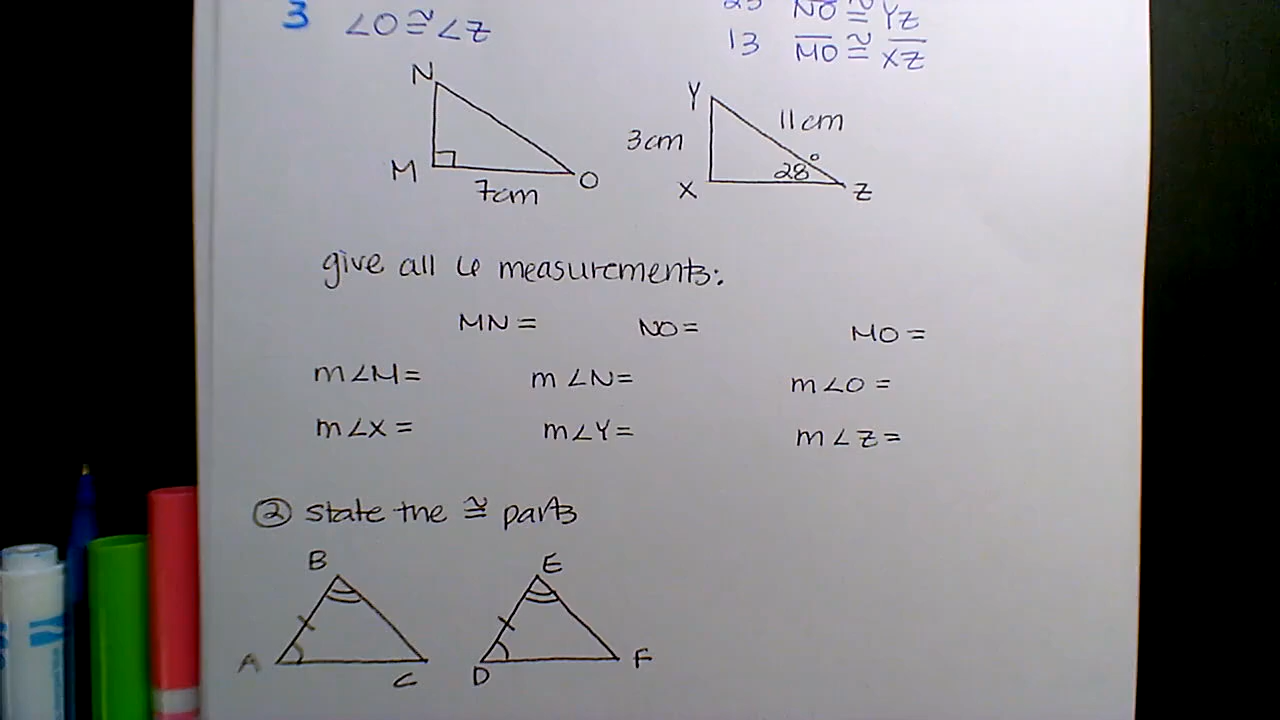 3 ∠O≅∠Z
23 NO≅YZ
13 MO≅XZ
N
M
O
7cm
Y
X
Z
3cm
11cm
28°
give all 6 measurements:
MN= NO= MO=
m∠M= m∠N= m∠O=
m∠X= m∠Y= m∠Z=
② state the ≅ parts
B
A
C
E
D
F